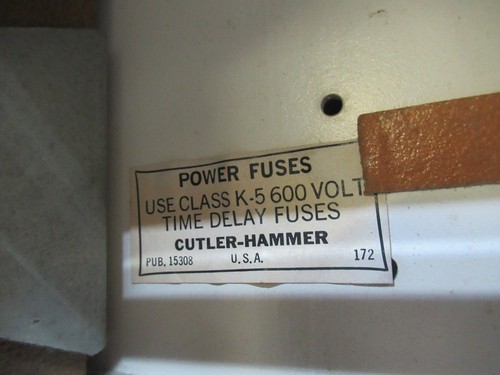 POWER FUSES
USE CLASS K-5 600 VOLT
TIME DELAY FUSES
CUTLER-HAMMER
PUB. 15308 U.S.A. 172